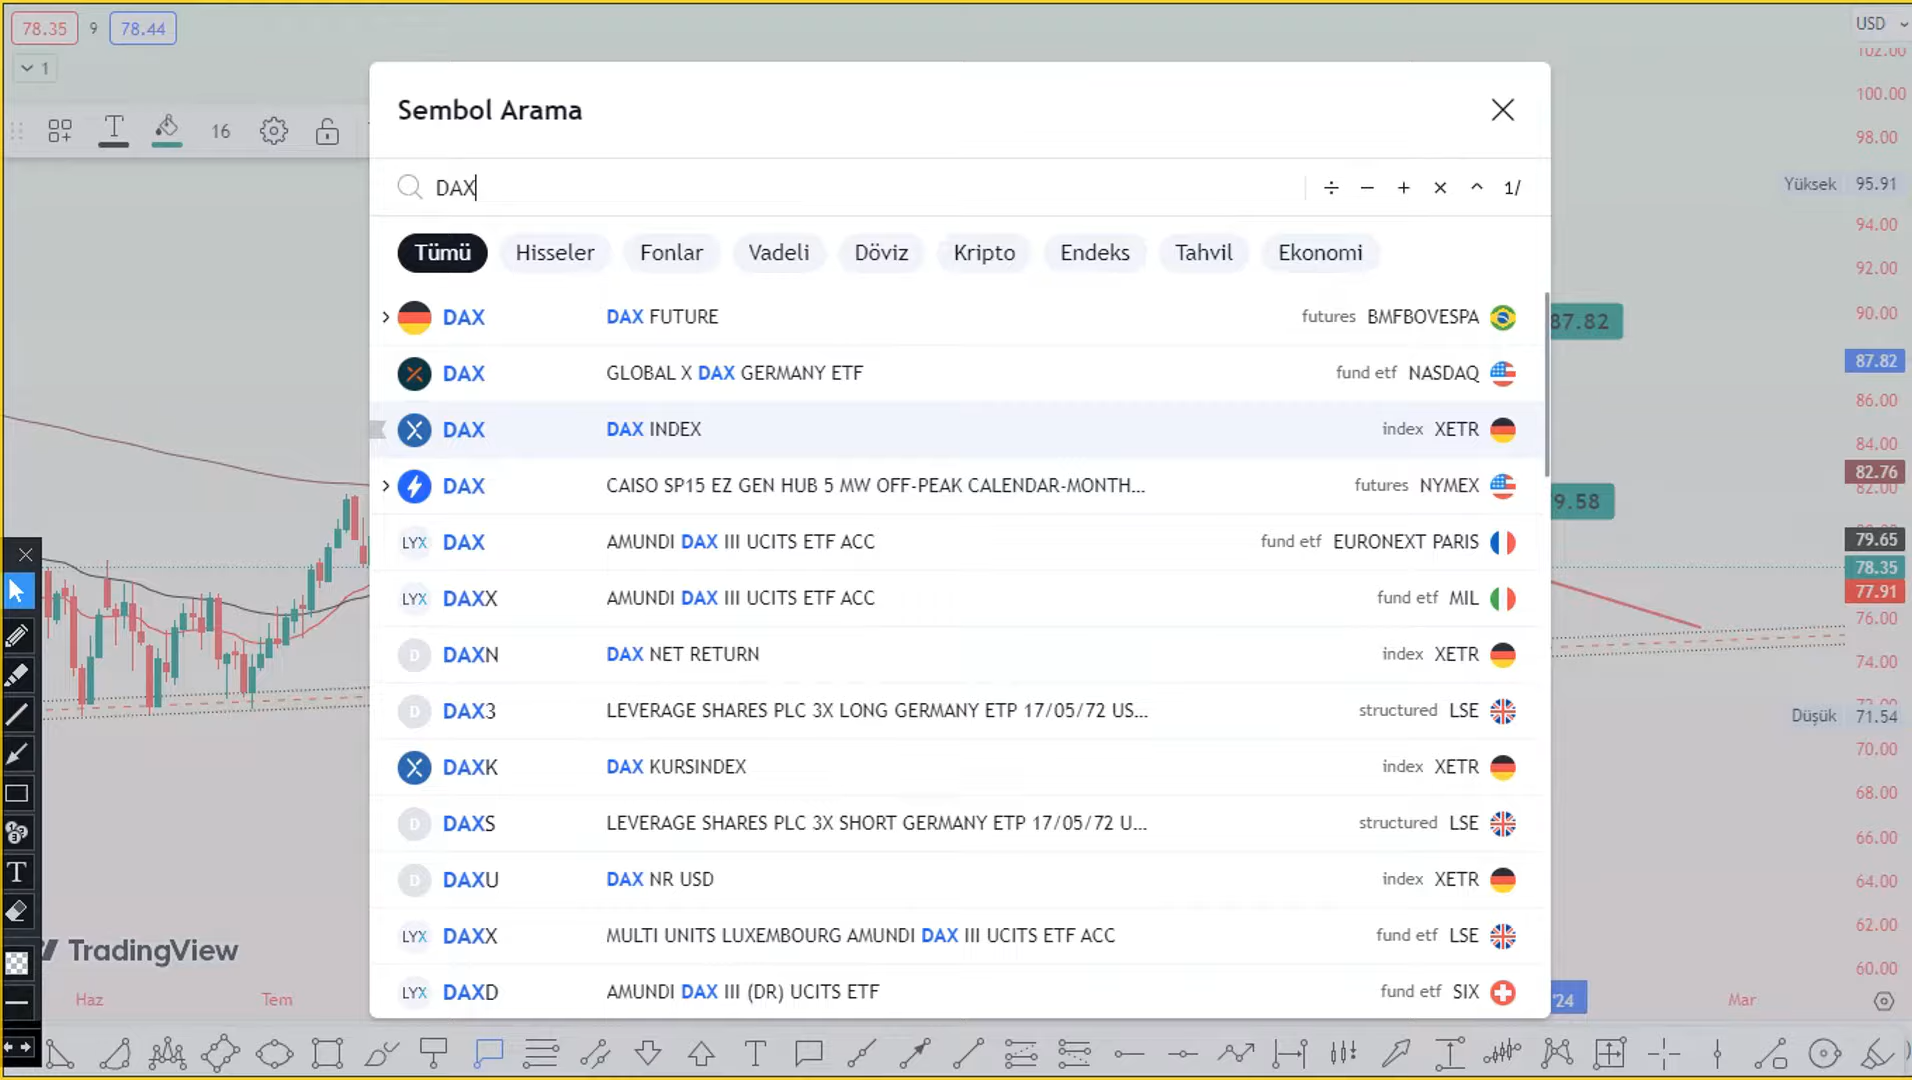 78.35 9 78.44
USD
1
102.00
Sembol Arama
100.00
16
98.00
DAX
1/
Yüksek 95.91
94.00
Tümü Hisseler Fonlar Vadeli Döviz Kripto Endeks Tahvil Ekonomi
92.00
DAX DAX FUTURE futures BMFBOVESPA
87.82
90.00
87.82
DAX GLOBAL X DAX GERMANY ETF fund etf NASDAQ
86.00
DAX DAX INDEX index XETR
84.00
82.76
82.00
DAX CAISO SP15 EZ GEN HUB 5 MW OFF-PEAK CALENDAR-MONTH... futures NYMEX
9.58
LYX DAX AMUNDI DAX III UCITS ETF ACC fund etf EURONEXT PARIS
79.65
78.35
77.91
LYX DAXX AMUNDI DAX III UCITS ETF ACC fund etf MIL
76.00
D DAXN DAX NET RETURN index XETR
74.00
D DAX3 LEVERAGE SHARES PLC 3X LONG GERMANY ETP 17/05/72 US... structured LSE
Düşük 71.54
70.00
DAXK DAX KURSINDEX index XETR
68.00
D DAXS LEVERAGE SHARES PLC 3X SHORT GERMANY ETP 17/05/72 U... structured LSE
66.00
D DAXU DAX NR USD index XETR
64.00
LYX DAXX MULTI UNITS LUXEMBOURG AMUNDI DAX III UCITS ETF ACC fund etf LSE
62.00
TradingView
60.00
LYX DAXD AMUNDI DAX III (DR) UCITS ETF fund etf SIX
Haz Tem '24 Mar